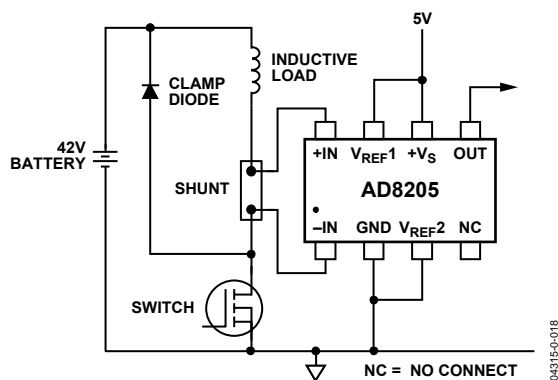 5V
INDUCTIVE
LOAD
CLAMP
DIODE
42V
BATTERY
SHUNT
+IN VREF1 +VS OUT
AD8205
–IN GND VREF2 NC
SWITCH
NC = NO CONNECT
04315-0-018